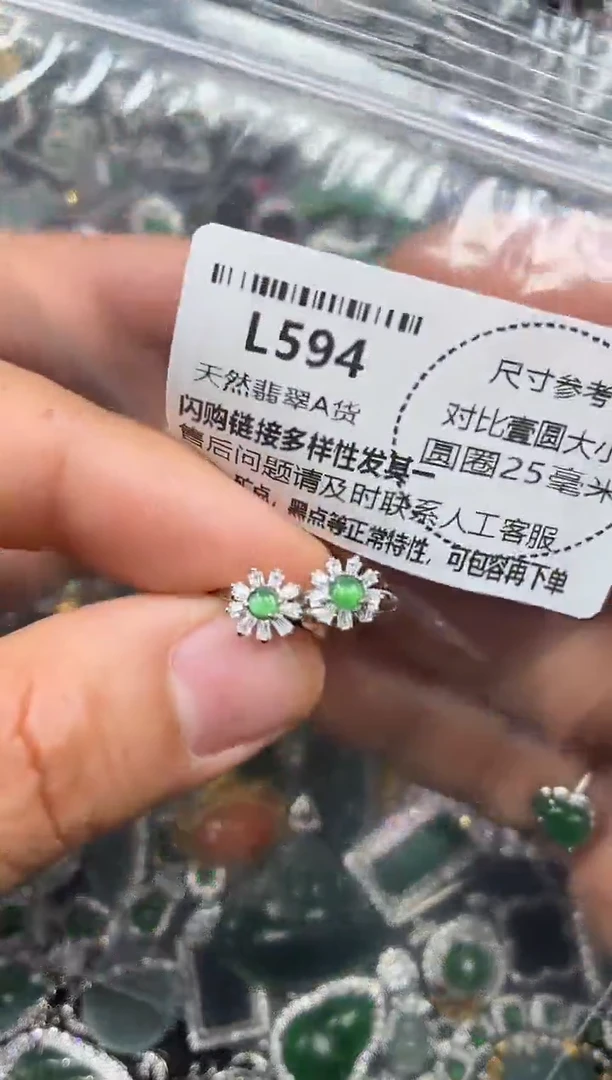 L594
天然翡翠A货
闪购链接多样性发其一
售后问题请及时联系人工客服
矿点，黑点等正常特性，可包容再下单
尺寸参考
对比壹圆大小
圆圈25毫米